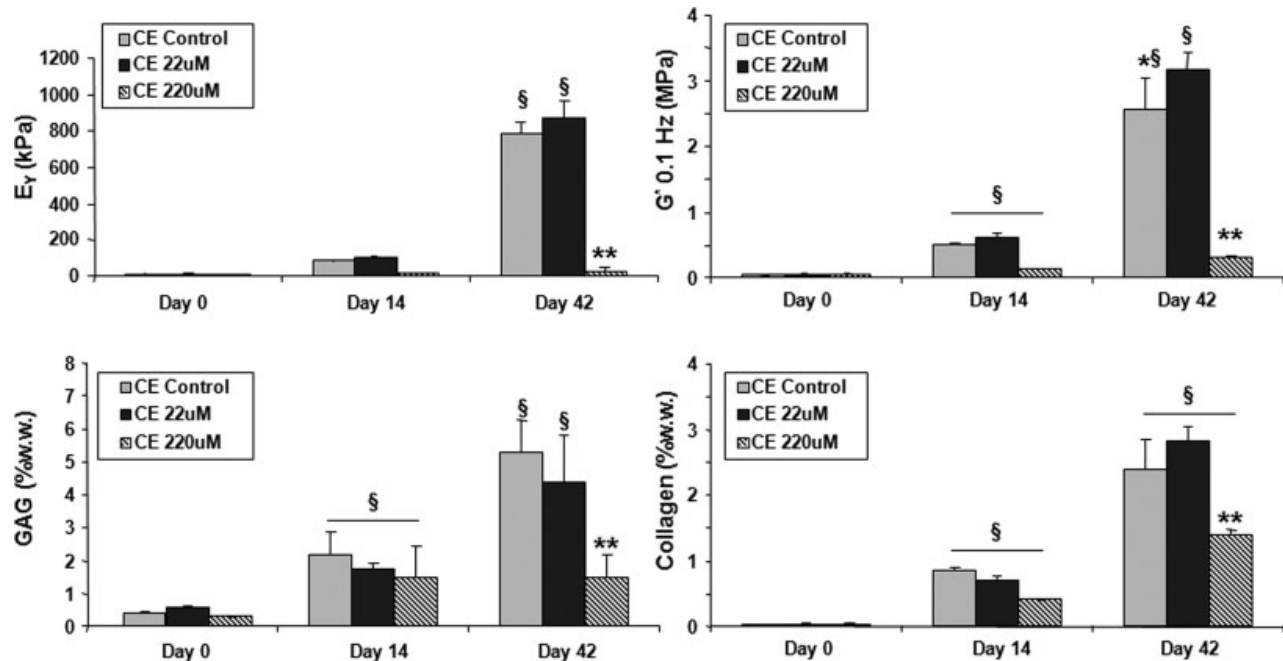 CE Control
CE 22uM
CE 220uM
1200
1000
800
600
400
200
0
Eᵧ (kPa)
§ §
**
Day 0 Day 14 Day 42
CE Control
CE 22uM
CE 220uM
4
3
2
1
0
G* 0.1 Hz (MPa)
§
*§ §
**
Day 0 Day 14 Day 42
CE Control
CE 22uM
CE 220uM
8
7
6
5
4
3
2
1
0
GAG (%w.w.)
§
§ §
**
Day 0 Day 14 Day 42
CE Control
CE 22uM
CE 220uM
4
3
2
1
0
Collagen (%w.w.)
§
§
**
Day 0 Day 14 Day 42